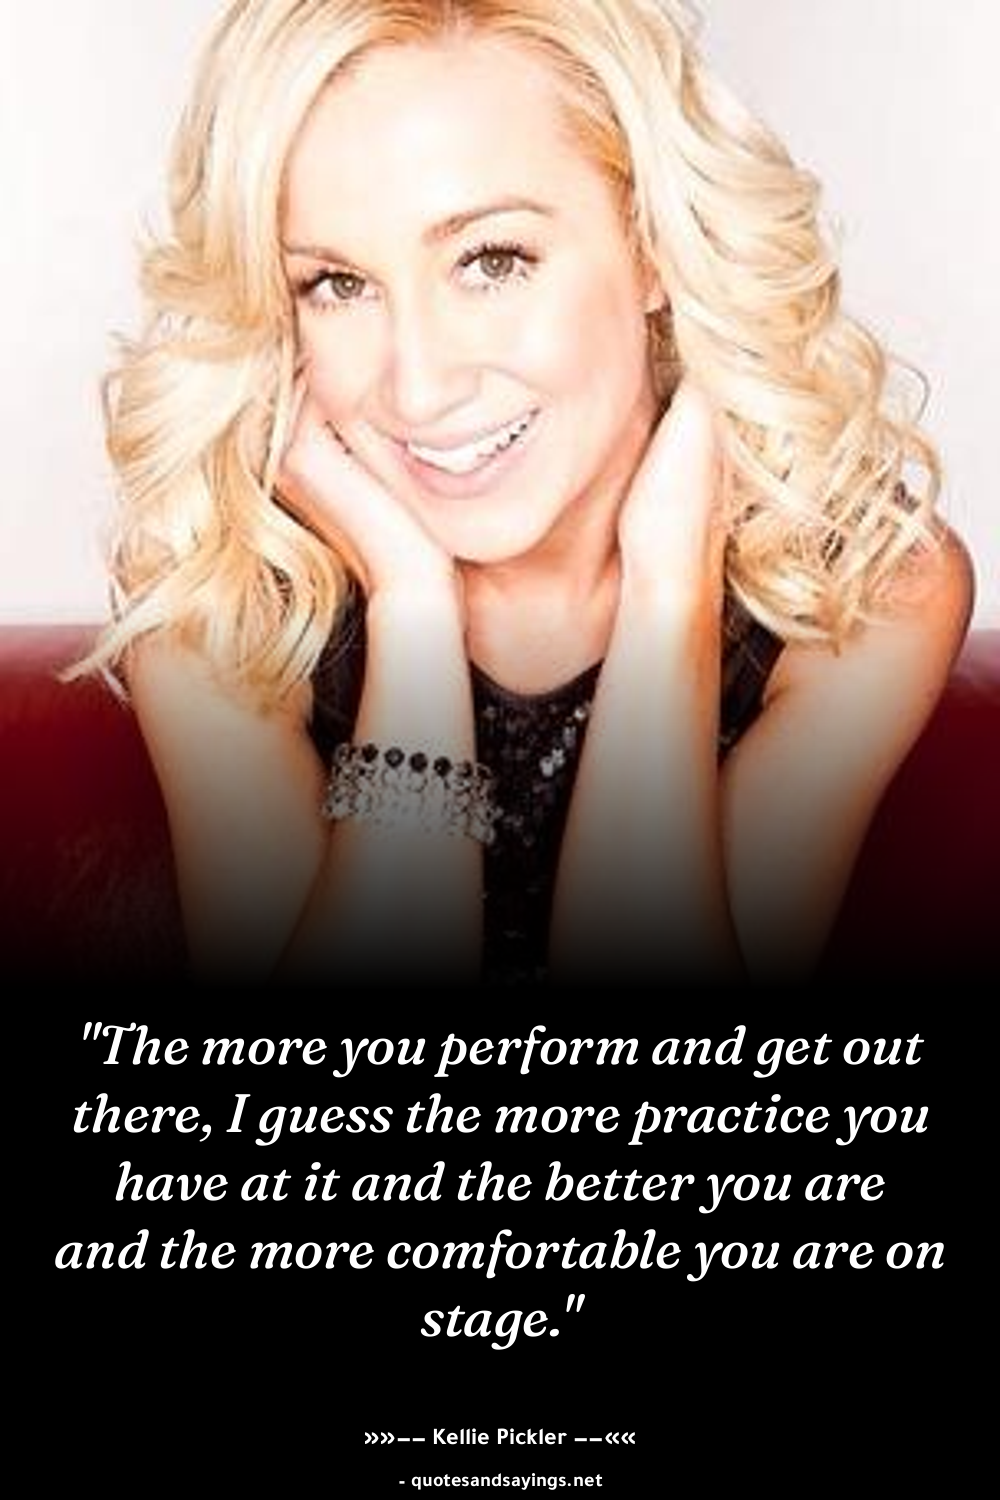 "The more you perform and get out
there, I guess the more practice you
have at it and the better you are
and the more comfortable you are on
stage."
»»−− Kellie Pickler −−««
- quotesandsayings.net